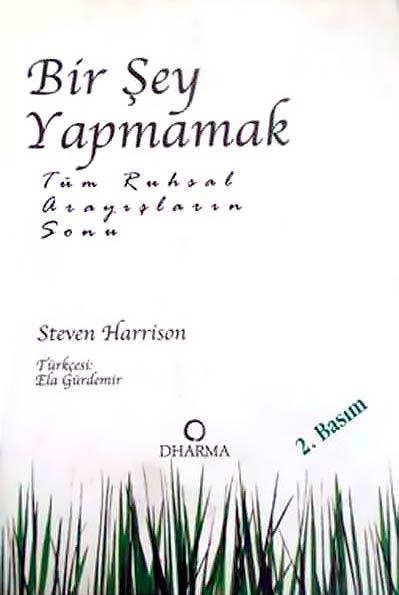 Bir Şey
Yapmamak
Tüm Ruhsal
Arayışların
Sonu
Steven Harrison
Türkçesi:
Ela Gürdemir
DHARMA
2. Basım